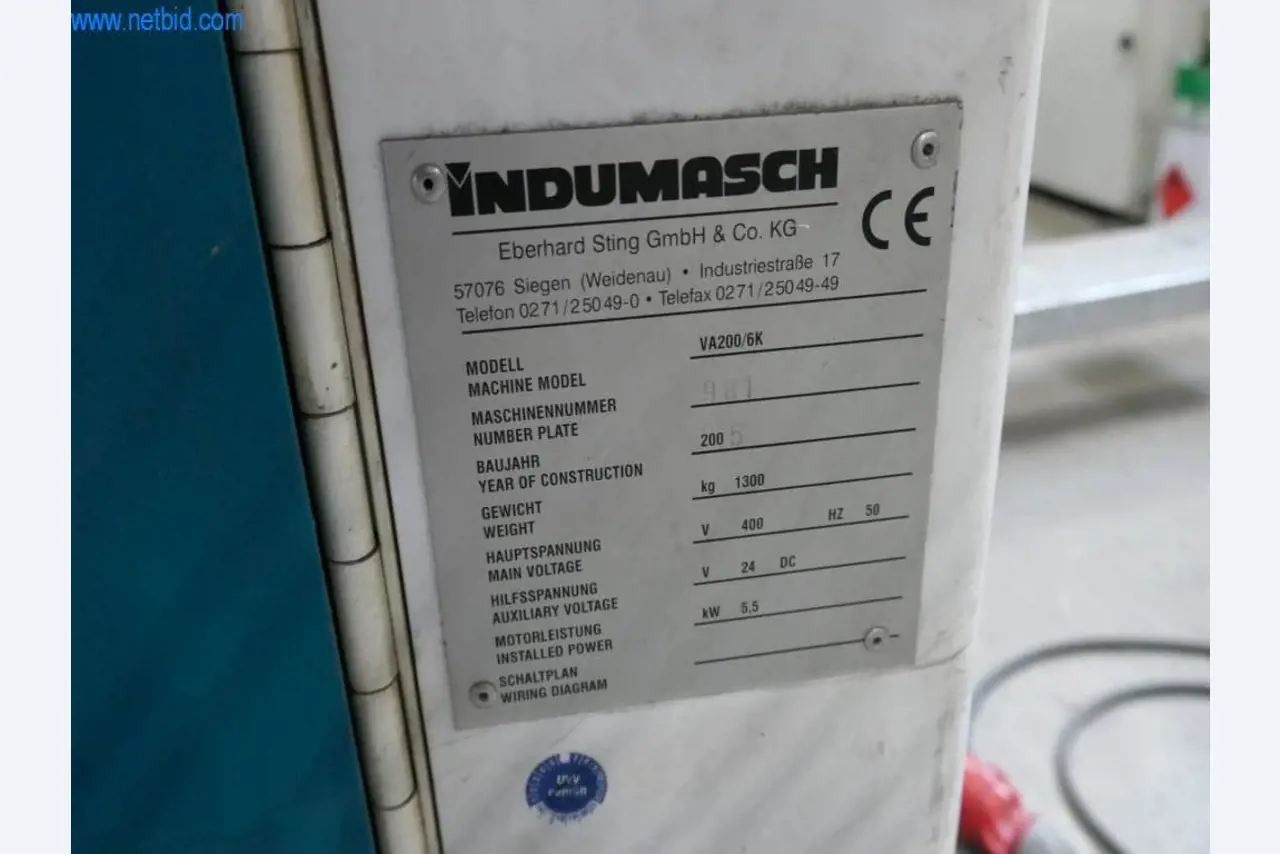 www.netbid.com
INDUMASCH
Eberhard Sting GmbH & Co. KG
CE
57076 Siegen (Weidenau) • Industriestraße 17
Telefon 0271/25049-0 • Telefax 0271/25049-49
MODELL
MACHINE MODEL
VA200/6K
MASCHINENNUMMER
NUMBER PLATE
981
BAUJAHR
YEAR OF CONSTRUCTION
2005
GEWICHT
WEIGHT
kg 1300
HAUPTSPANNUNG
MAIN VOLTAGE
V 400 HZ 50
HILFSSPANNUNG
AUXILIARY VOLTAGE
V 24 DC
MOTORLEISTUNG
INSTALLED POWER
kW 5,5
SCHALTPLAN
WIRING DIAGRAM
UVV